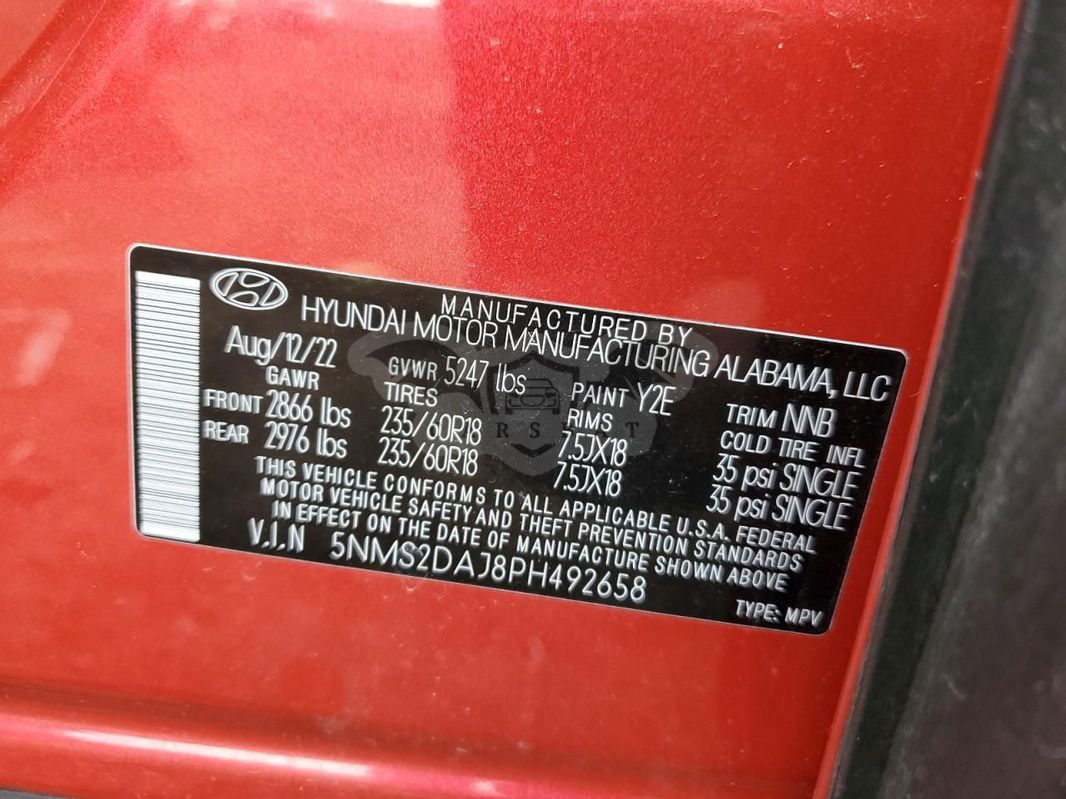 MANUFACTURED BY
HYUNDAI MOTOR MANUFACTURING ALABAMA, LLC
Aug/12/22 GVWR 5247 lbs PAINT Y2E TRIM NNB
GAWR TIRES RIMS COLD TIRE INFL
FRONT 2866 lbs 235/60R18 7.5JX18 35 psi SINGLE
REAR 2976 lbs 235/60R18 7.5JX18 35 psi SINGLE
THIS VEHICLE CONFORMS TO ALL APPLICABLE U.S.A. FEDERAL
MOTOR VEHICLE SAFETY AND THEFT PREVENTION STANDARDS
IN EFFECT ON THE DATE OF MANUFACTURE SHOWN ABOVE
V.I.N 5NMS2DAJ8PH492658
TYPE: MPV